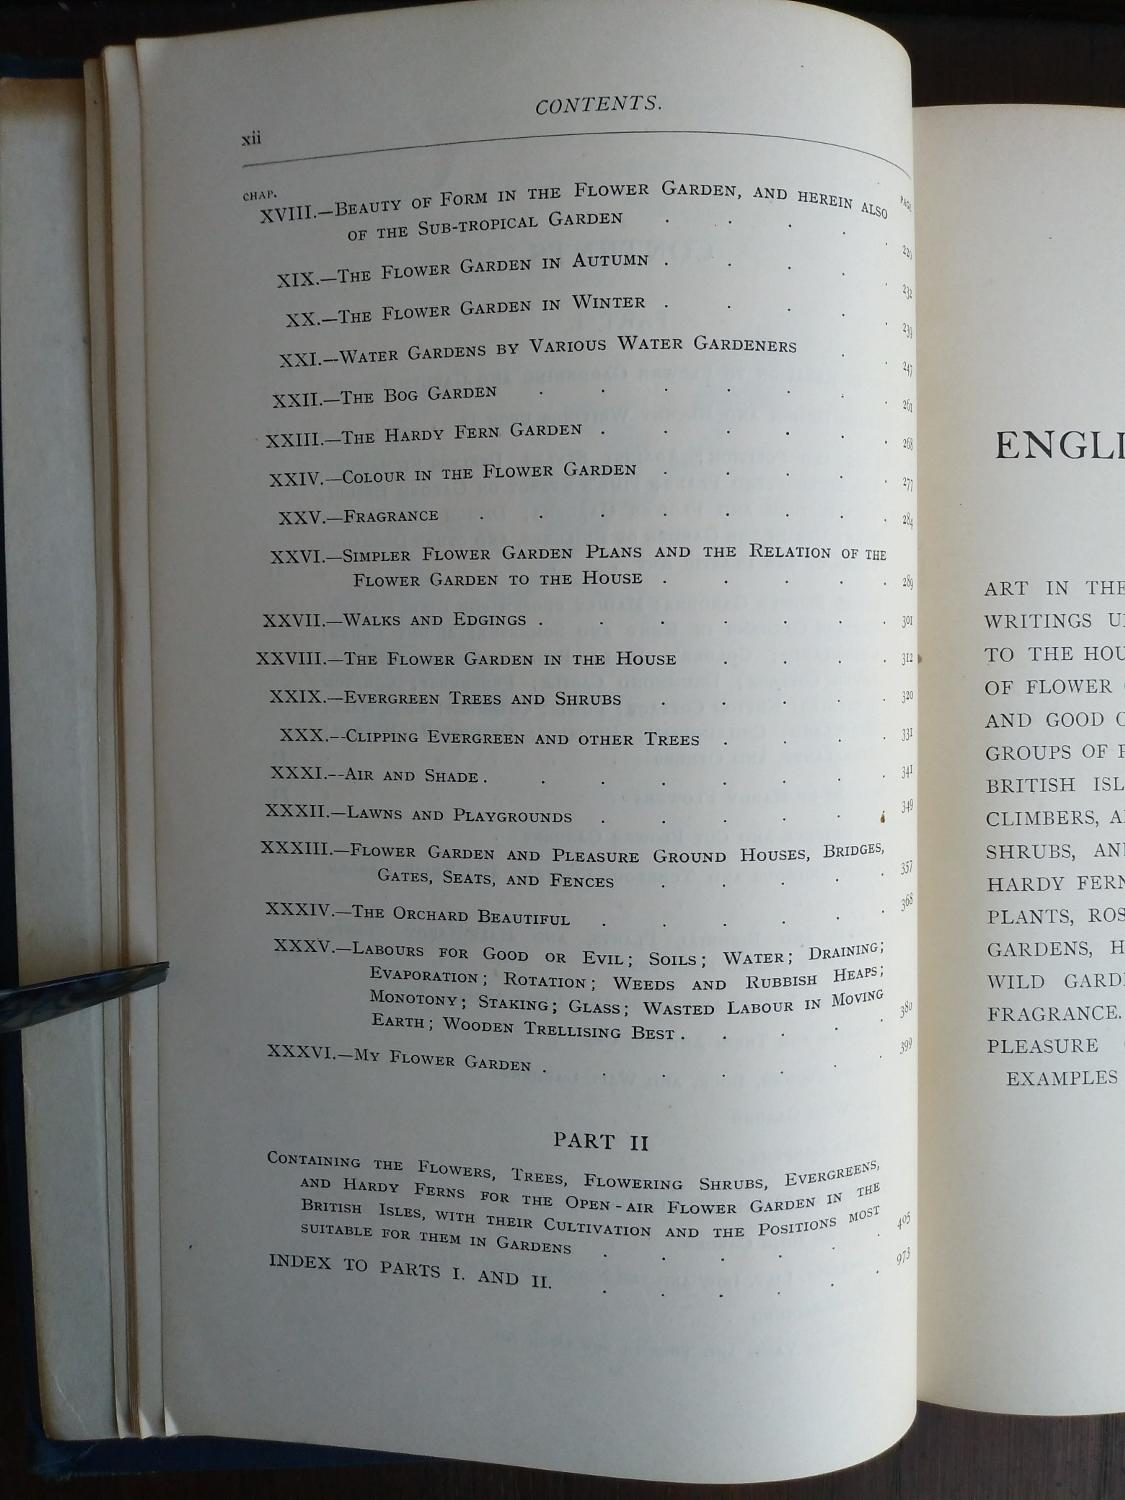 CONTENTS.
xii
CHAP. PAGE
XVIII.—Beauty of Form in the Flower Garden, and herein also
of the Sub-tropical Garden . . . . .
XIX.—The Flower Garden in Autumn . . . . . 232
XX.—The Flower Garden in Winter . . . . . 239
XXI.—Water Gardens by Various Water Gardeners . . 247
XXII.—The Bog Garden . . . . . . 261
XXIII.—The Hardy Fern Garden . . . . . . 268
XXIV.—Colour in the Flower Garden . . . . . 277
XXV.—Fragrance . . . . . . . . 284
XXVI.—Simpler Flower Garden Plans and the Relation of the
Flower Garden to the House . . . . . 289
XXVII.—Walks and Edgings . . . . . . . 301
XXVIII.—The Flower Garden in the House . . . . 312
XXIX.—Evergreen Trees and Shrubs . . . . . 320
XXX.--Clipping Evergreen and other Trees . . . . 331
XXXI.--Air and Shade . . . . . . . . 341
XXXII.—Lawns and Playgrounds . . . . . 349
XXXIII.—Flower Garden and Pleasure Ground Houses, Bridges,
Gates, Seats, and Fences . . . . . 357
XXXIV.—The Orchard Beautiful . . . . . . 368
XXXV.—Labours for Good or Evil; Soils; Water; Draining;
Evaporation; Rotation; Weeds and Rubbish Heaps;
Monotony; Staking; Glass; Wasted Labour in Moving
Earth; Wooden Trellising Best . . . . . 380
XXXVI.—My Flower Garden . . . . . . . 399
PART II
Containing the Flowers, Trees, Flowering Shrubs, Evergreens,
and Hardy Ferns for the Open-air Flower Garden in the
British Isles, with their Cultivation and the Positions most
suitable for them in Gardens . . . . . . 405
INDEX TO PARTS I. AND II. . . . . . . 973
ENGLI
ART IN THE
WRITINGS U
TO THE HOU
OF FLOWER
AND GOOD C
GROUPS OF
BRITISH ISL
CLIMBERS, A
SHRUBS, AN
HARDY FERN
PLANTS, ROS
GARDENS, H
WILD GARD
FRAGRANCE.
PLEASURE
EXAMPLES